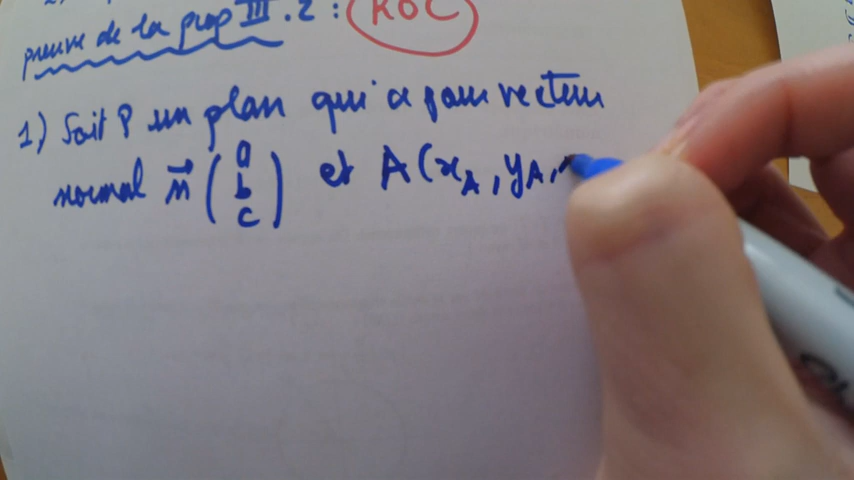 preuve de la prop III.2 : ROC
1) Soit P un plan qui a pour vecteur
normal n⃗ (a b c) et A(xA, yA,